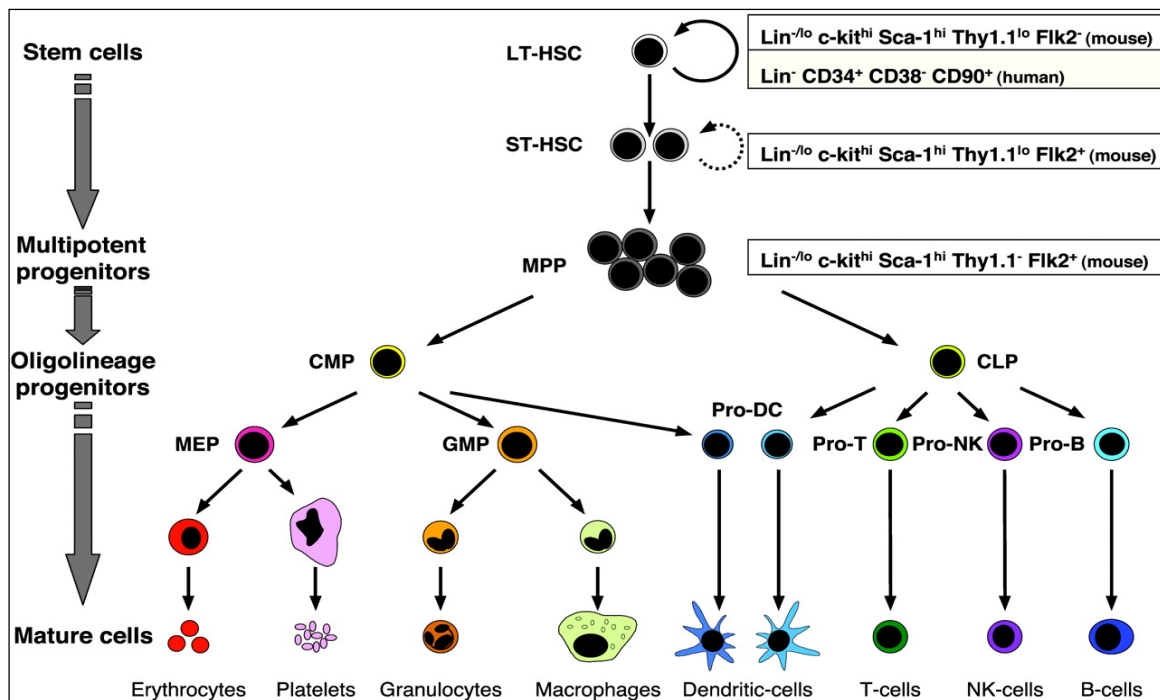 Stem cells
LT-HSC
Lin⁻/ˡᵒ c-kitʰⁱ Sca-1ʰⁱ Thy1.1ˡᵒ Flk2⁻ (mouse)
Lin⁻ CD34⁺ CD38⁻ CD90⁺ (human)
ST-HSC
Lin⁻/ˡᵒ c-kitʰⁱ Sca-1ʰⁱ Thy1.1ˡᵒ Flk2⁺ (mouse)
Multipotent
progenitors
MPP
Lin⁻/ˡᵒ c-kitʰⁱ Sca-1ʰⁱ Thy1.1⁻ Flk2⁺ (mouse)
Oligolineage
progenitors
CMP
CLP
Pro-DC
MEP
GMP
Pro-T
Pro-NK
Pro-B
Mature cells
Erythrocytes
Platelets
Granulocytes
Macrophages
Dendritic-cells
T-cells
NK-cells
B-cells